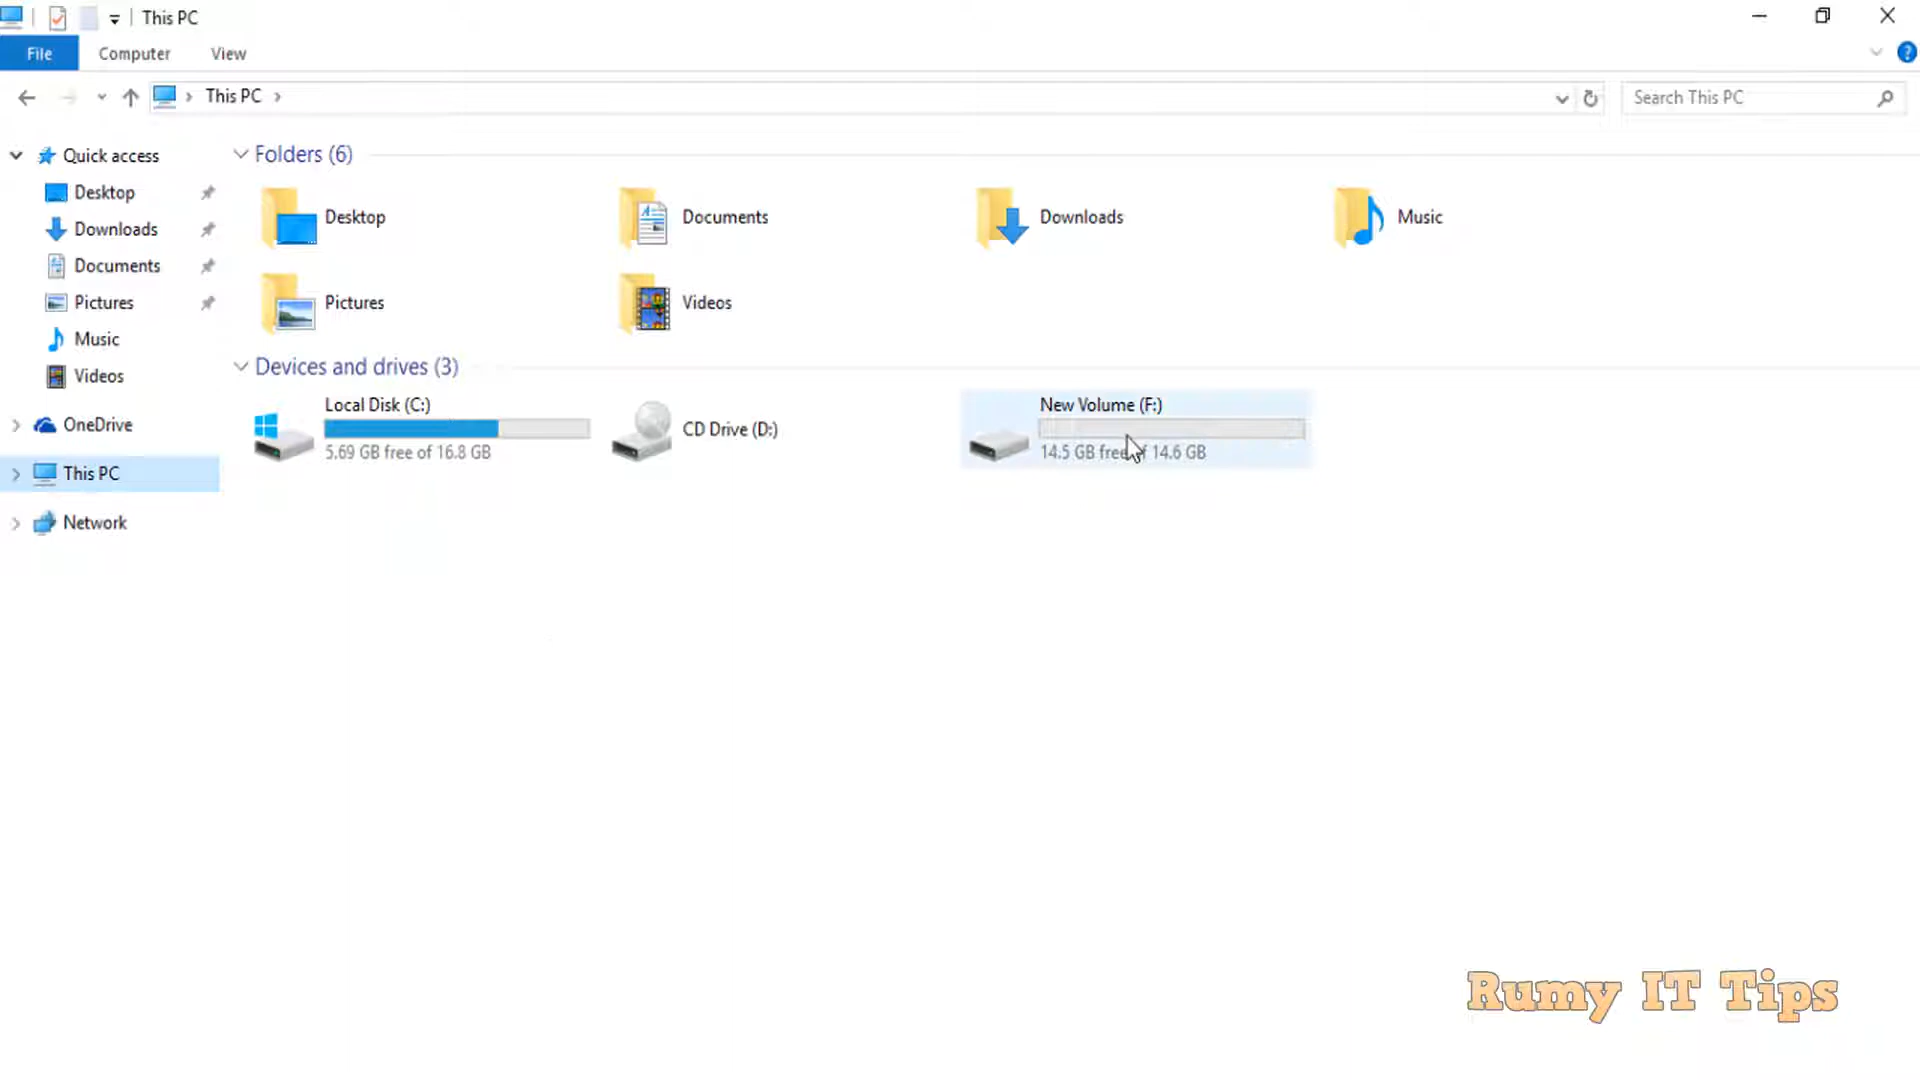 This PC
File Computer View
This PC
Search This PC
Quick access
Desktop
Downloads
Documents
Pictures
Music
Videos
OneDrive
This PC
Network
Folders (6)
Desktop
Documents
Downloads
Music
Pictures
Videos
Devices and drives (3)
Local Disk (C:)
5.69 GB free of 16.8 GB
CD Drive (D:)
New Volume (F:)
14.5 GB free of 14.6 GB
Rumy IT Tips